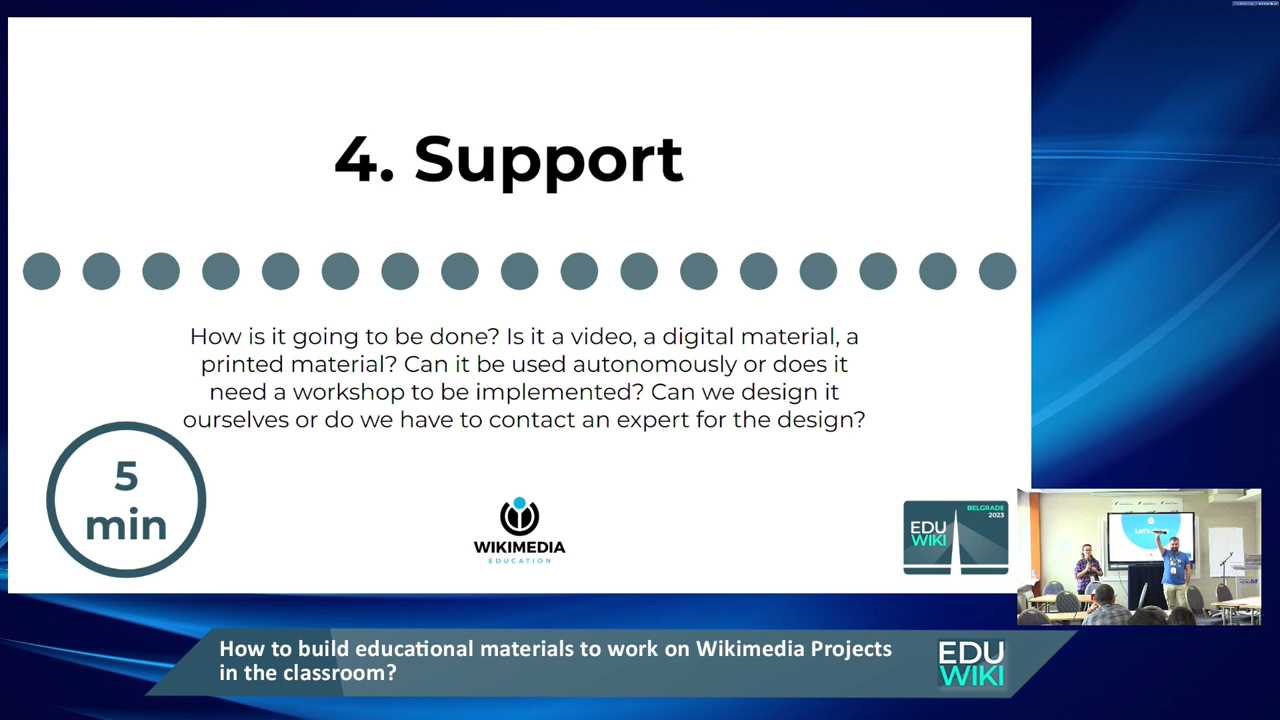 4. Support
How is it going to be done? Is it a video, a digital material, a
printed material? Can it be used autonomously or does it
need a workshop to be implemented? Can we design it
ourselves or do we have to contact an expert for the design?
5
min
WIKIMEDIA
EDUCATION
BELGRADE
2023
EDU
WIKI
Let's
How to build educational materials to work on Wikimedia Projects
in the classroom?
EDU
WIKI